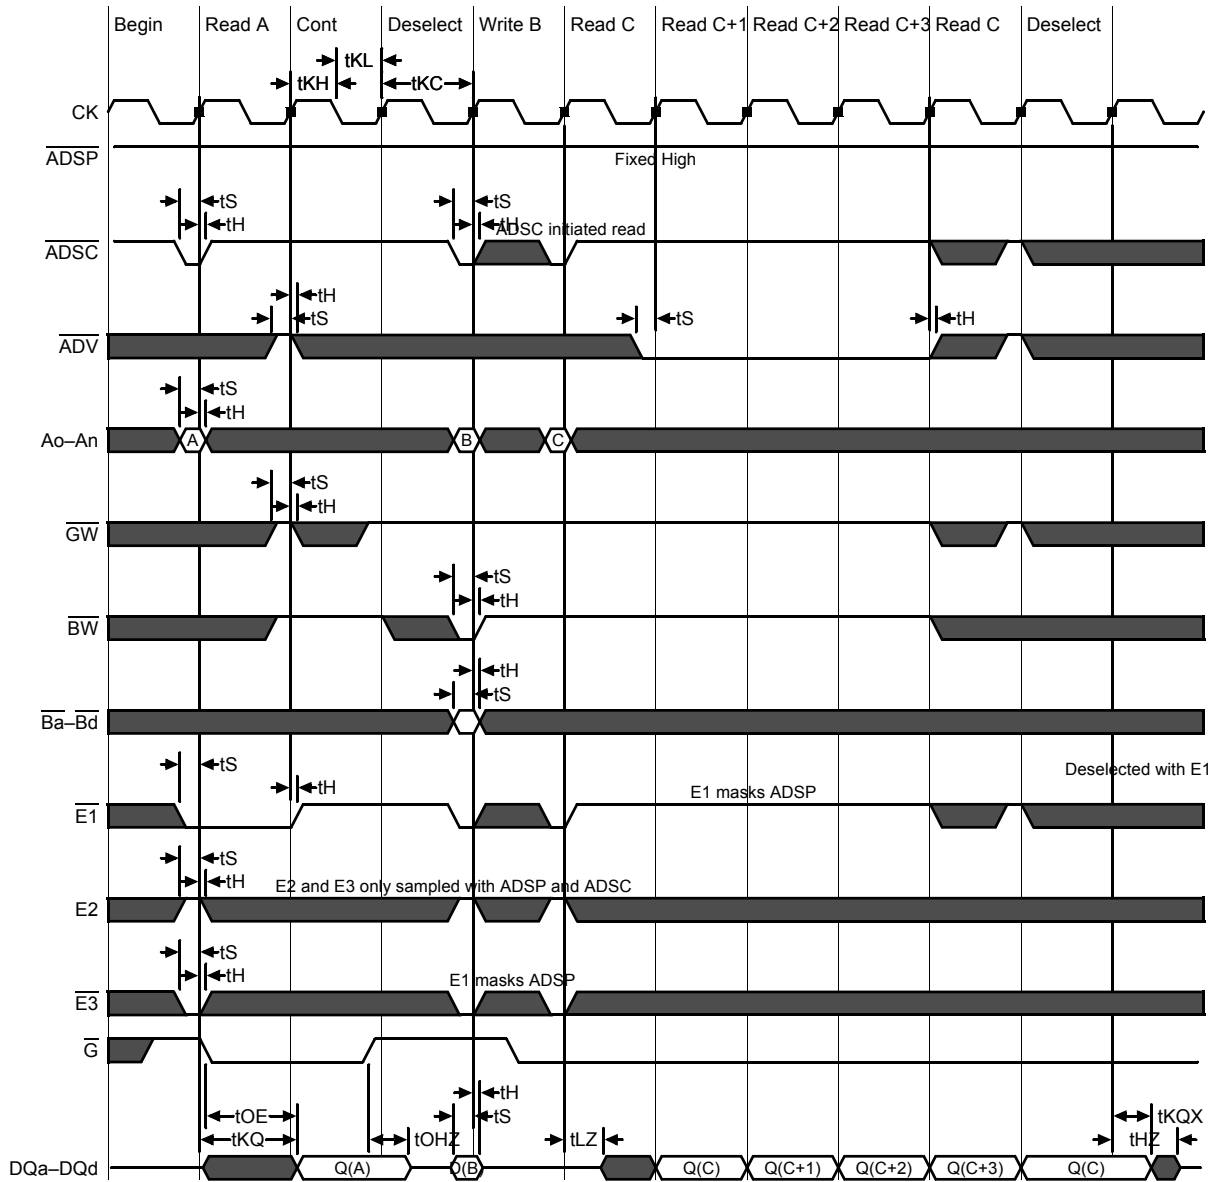 Begin Read A Cont Deselect Write B Read C Read C+1 Read C+2 Read C+3 Read C Deselect
tKL
tKH tKC
CK
ADSP
Fixed High
tS tS
tH tH
ADSC initiated read
ADSC
tH
tS tS tH
ADV
tS
tH
Ao–An A B C
tS
tH
GW
tS
tH
BW
tH
tS
Ba–Bd
tS
Deselected with E1
tH
E1 masks ADSP
E1
tS
tH
E2 and E3 only sampled with ADSP and ADSC
E2
tS
tH
E1 masks ADSP
E3
G
tH
tOE tS tKQX
tKQ tOHZ tLZ tHZ
DQa–DQd Q(A) D(B Q(C) Q(C+1) Q(C+2) Q(C+3) Q(C)